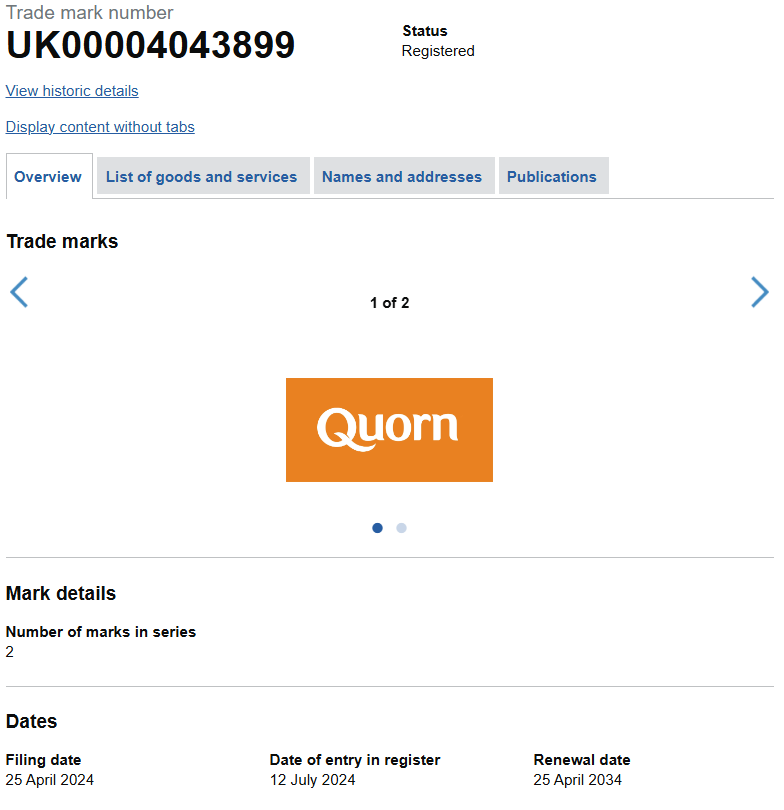 Trade mark number
UK00004043899
Status
Registered
View historic details
Display content without tabs
Overview
List of goods and services
Names and addresses
Publications
Trade marks
1 of 2
Quorn
Mark details
Number of marks in series
2
Dates
Filing date
25 April 2024
Date of entry in register
12 July 2024
Renewal date
25 April 2034